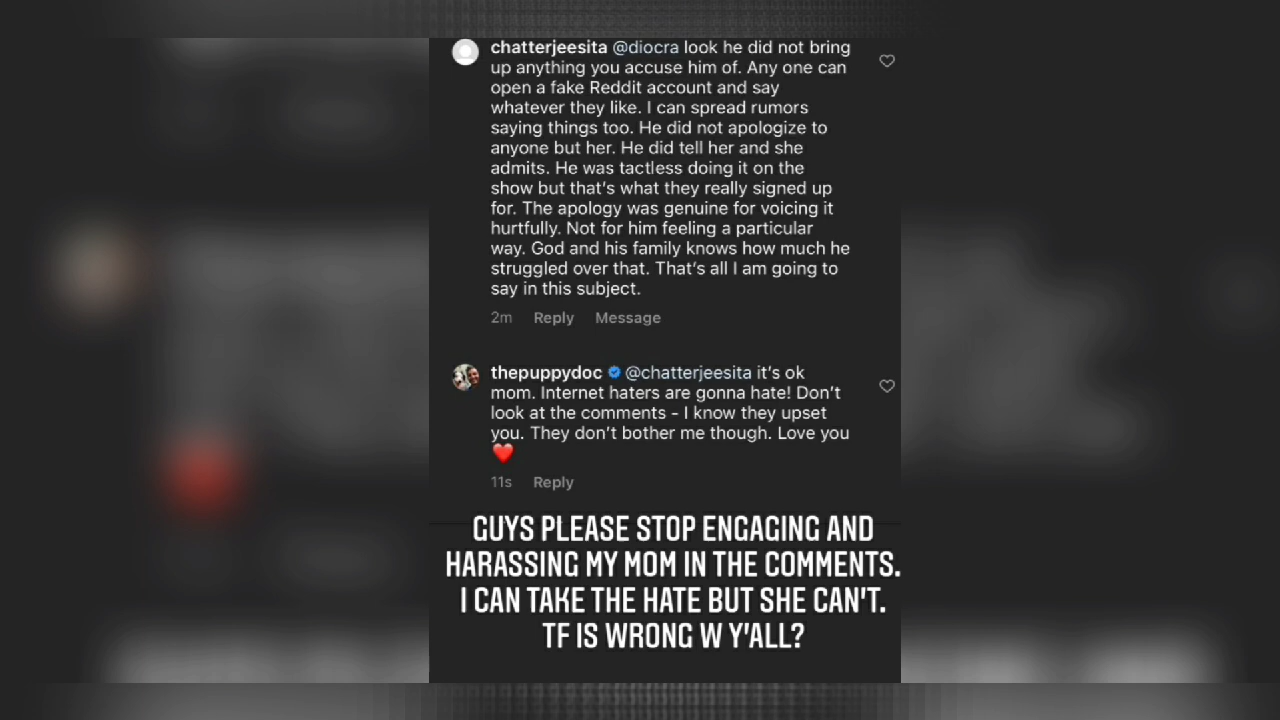 chatterjeesita @diocra look he did not bring
up anything you accuse him of. Any one can
open a fake Reddit account and say
whatever they like. I can spread rumors
saying things too. He did not apologize to
anyone but her. He did tell her and she
admits. He was tactless doing it on the
show but that's what they really signed up
for. The apology was genuine for voicing it
hurtfully. Not for him feeling a particular
way. God and his family knows how much he
struggled over that. That's all I am going to
say in this subject.
2m Reply Message
thepuppydoc @chatterjeesita it's ok
mom. Internet haters are gonna hate! Don't
look at the comments - I know they upset
you. They don't bother me though. Love you
❤️
11s Reply
GUYS PLEASE STOP ENGAGING AND
HARASSING MY MOM IN THE COMMENTS.
I CAN TAKE THE HATE BUT SHE CAN'T.
TF IS WRONG W Y'ALL?